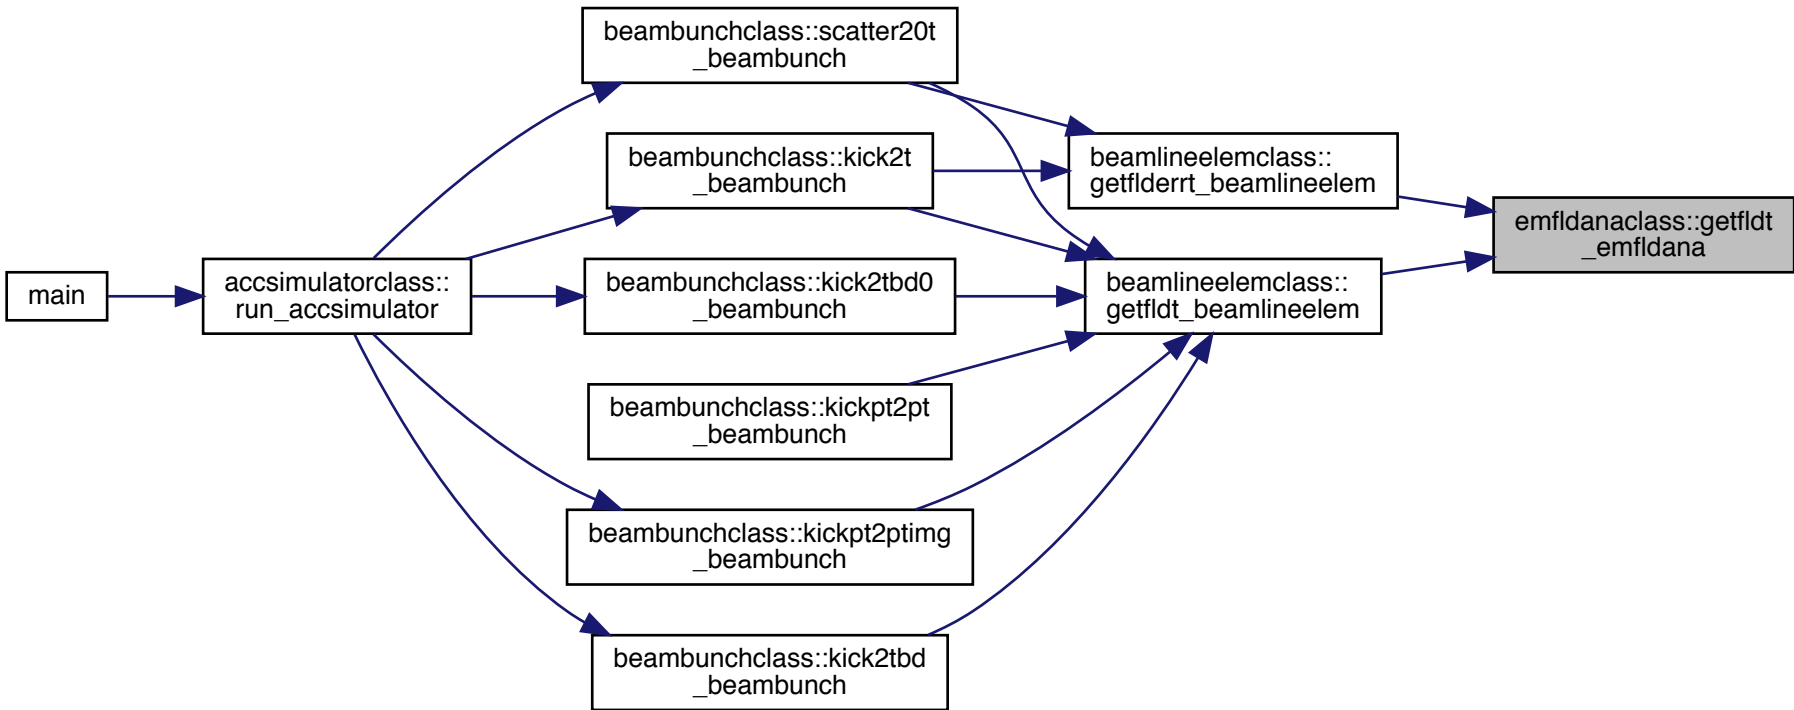 beambunchclass::scatter20t
_beambunch
beambunchclass::kick2t
_beambunch
beamlineelemclass::
getflderrt_beamlineelem
emfldanaclass::getfldt
_emfldana
main
accsimulatorclass::
run_accsimulator
beambunchclass::kick2tbd0
_beambunch
beamlineelemclass::
getfldt_beamlineelem
beambunchclass::kickpt2pt
_beambunch
beambunchclass::kickpt2ptimg
_beambunch
beambunchclass::kick2tbd
_beambunch